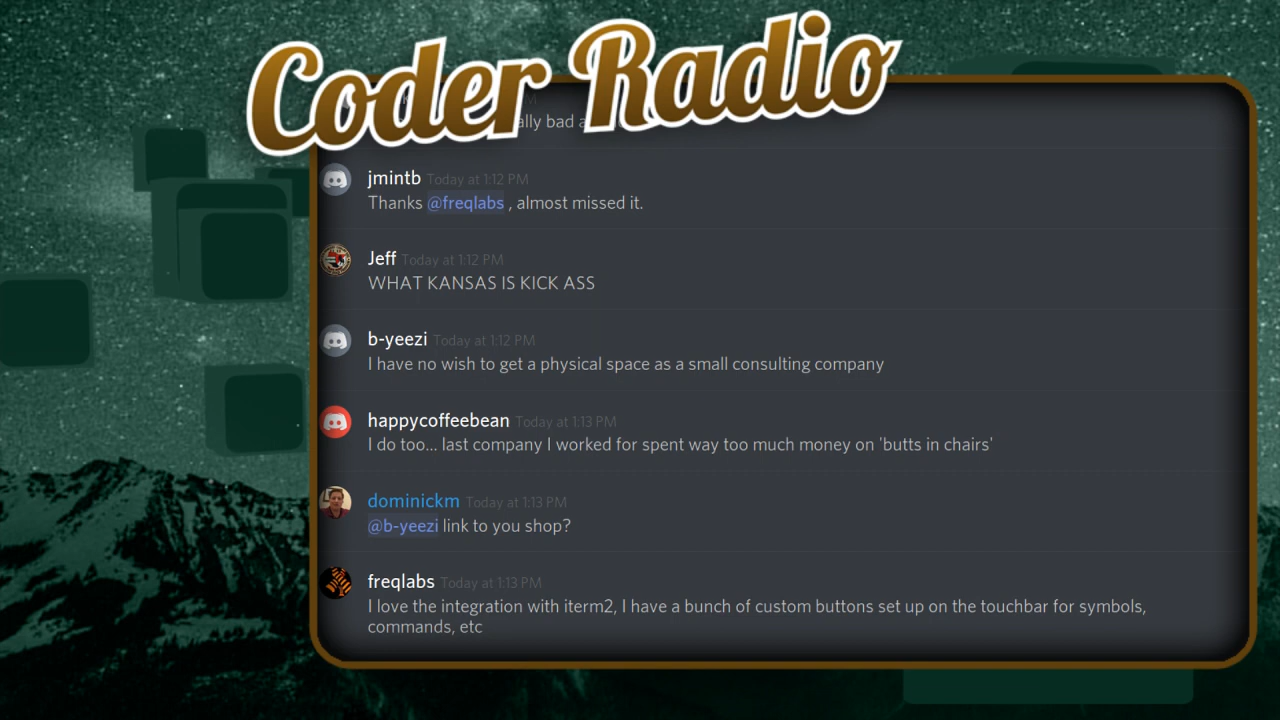 Coder Radio
ally bad a
jmintb Today at 1:12 PM
Thanks @freqlabs , almost missed it.
Jeff Today at 1:12 PM
WHAT KANSAS IS KICK ASS
b-yeezi Today at 1:12 PM
I have no wish to get a physical space as a small consulting company
happycoffeebean Today at 1:13 PM
I do too... last company I worked for spent way too much money on 'butts in chairs'
dominickm Today at 1:13 PM
@b-yeezi link to you shop?
freqlabs Today at 1:13 PM
I love the integration with iterm2, I have a bunch of custom buttons set up on the touchbar for symbols,
commands, etc